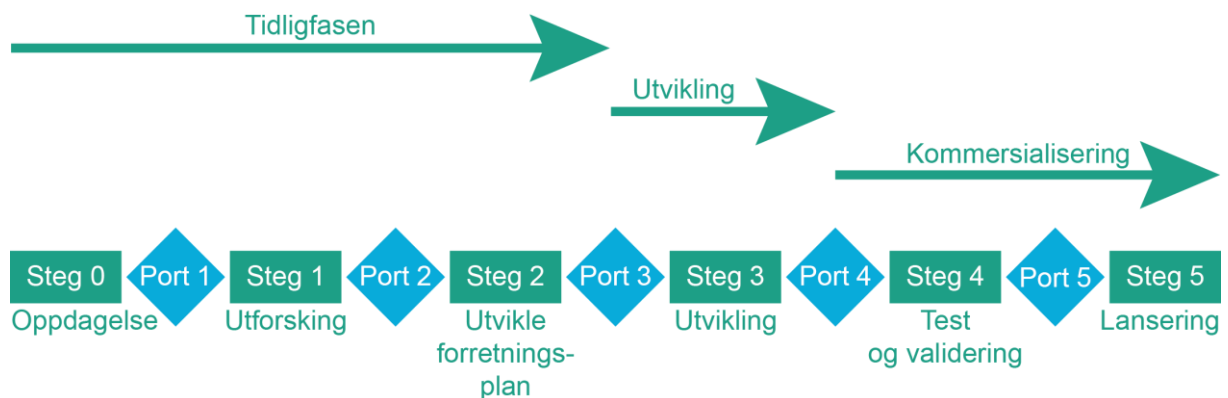 Tidligfasen
Utvikling
Kommersialisering
Steg 0 Port 1 Steg 1 Port 2 Steg 2 Port 3 Steg 3 Port 4 Steg 4 Port 5 Steg 5
Oppdagelse Utforsking Utvikle Utvikling Test Lansering
forretnings- og validering
plan